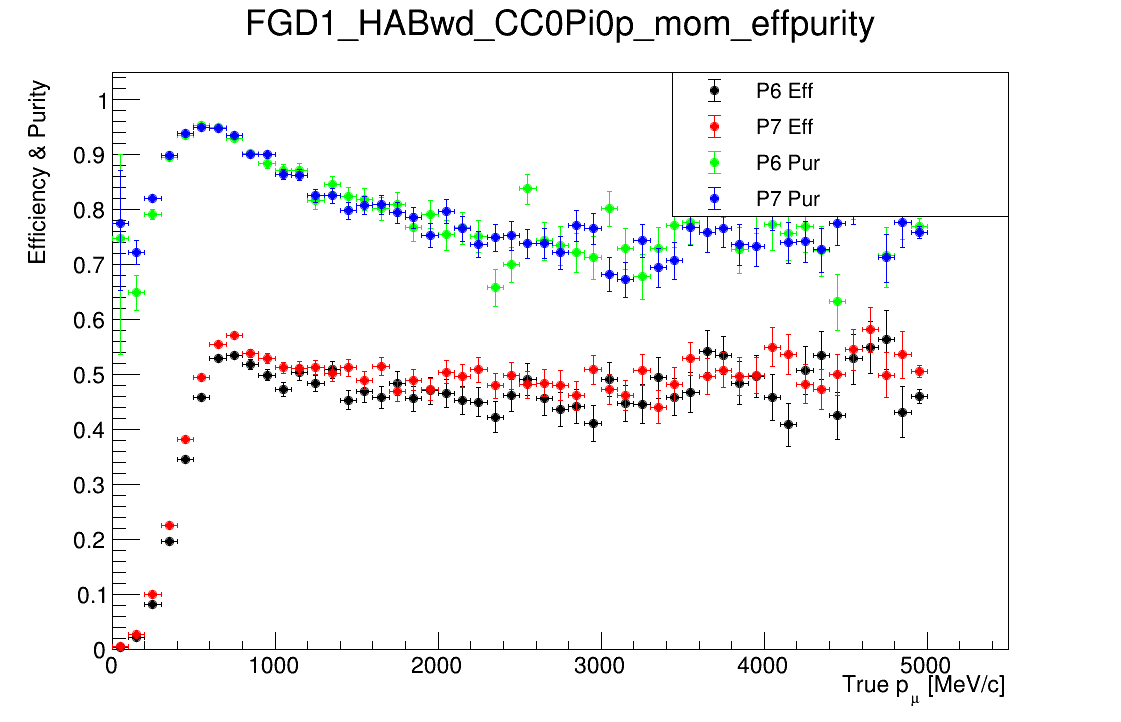 FGD1_HABwd_CC0Pi0p_mom_effpurity
Efficiency & Purity
P6 Eff
P7 Eff
P6 Pur
P7 Pur
1
0.9
0.8
0.7
0.6
0.5
0.4
0.3
0.2
0.1
0
0 1000 2000 3000 4000 5000
True pμ [MeV/c]